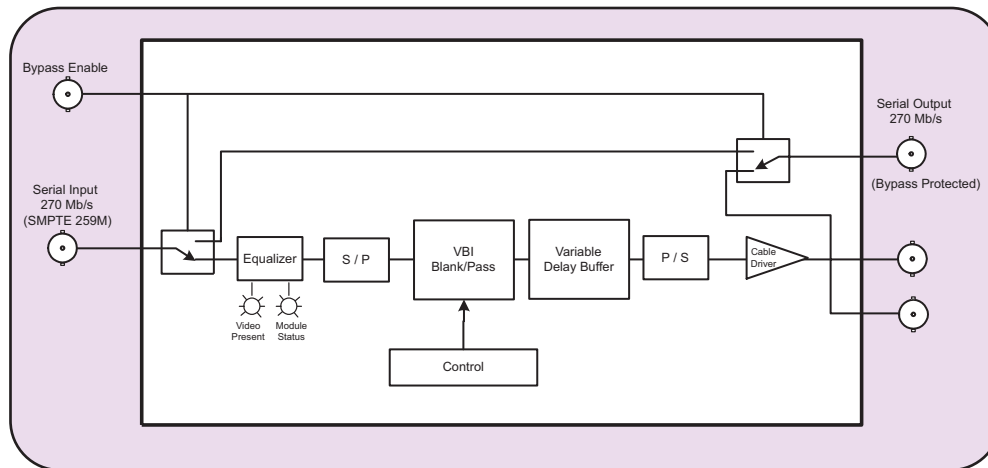 Bypass Enable
Serial Output
270 Mb/s
(Bypass Protected)
Serial Input
270 Mb/s
(SMPTE 259M)
Equalizer
S / P
VBI
Blank/Pass
Variable
Delay Buffer
P / S
Cable
Driver
Video
Present
Module
Status
Control